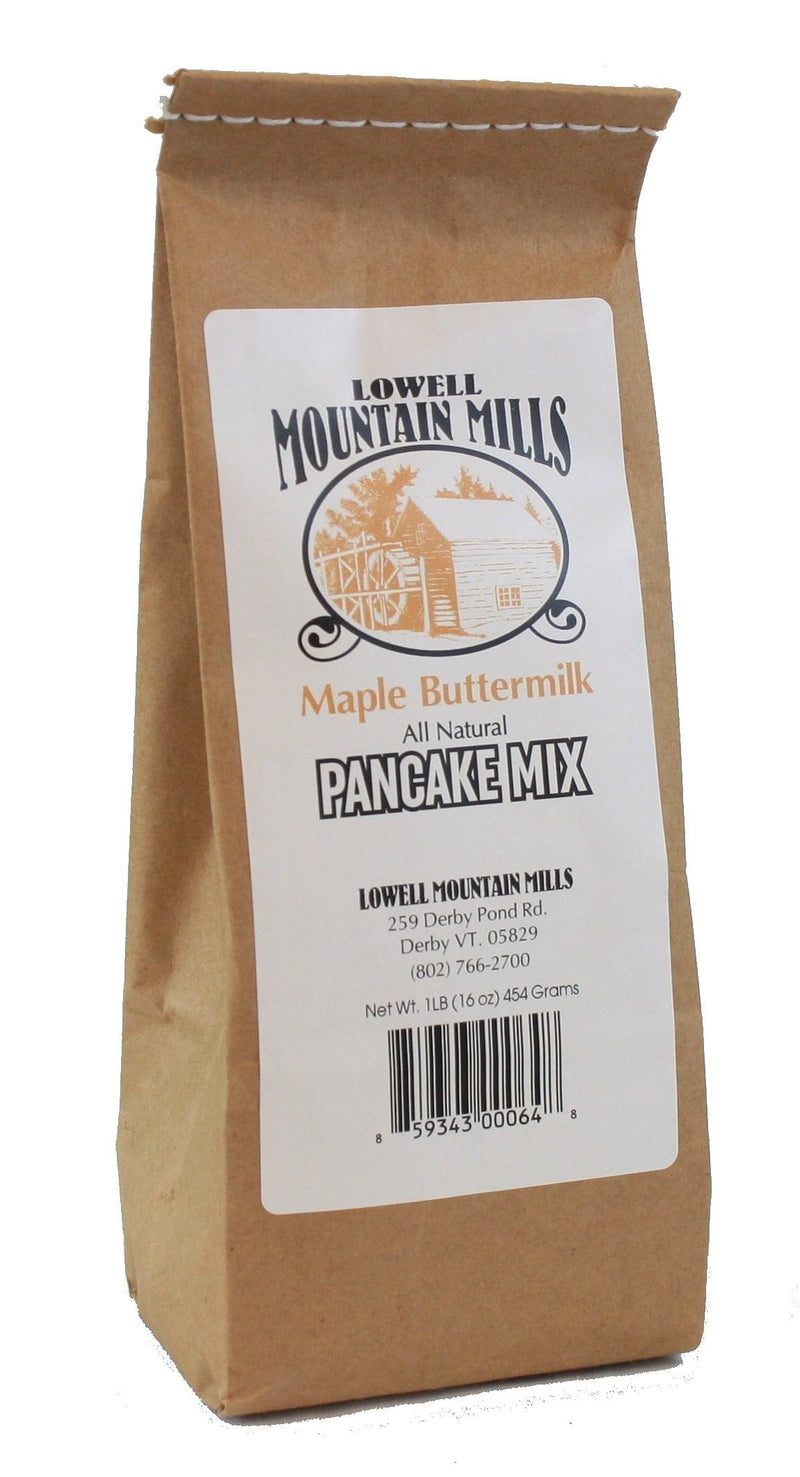 LOWELL
MOUNTAIN MILLS
Maple Buttermilk
All Natural
PANCAKE MIX
LOWELL MOUNTAIN MILLS
259 Derby Pond Rd.
Derby VT. 05829
(802) 766-2700
Net Wt. 1LB (16 oz) 454 Grams
8 59343 00064 8